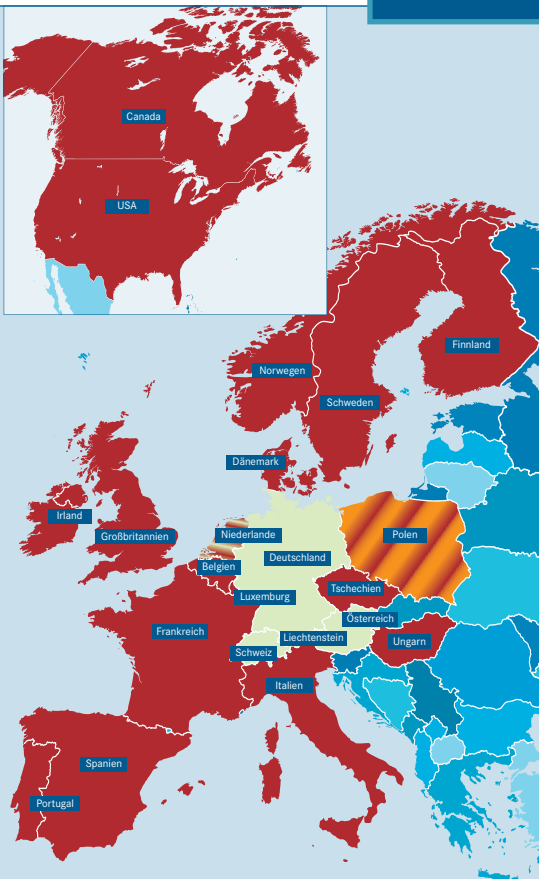 Canada
USA
Finnland
Norwegen
Schweden
Dänemark
Irland
Großbritannien
Niederlande
Polen
Deutschland
Belgien
Tschechien
Luxemburg
Österreich
Frankreich
Liechtenstein
Ungarn
Schweiz
Italien
Spanien
Portugal